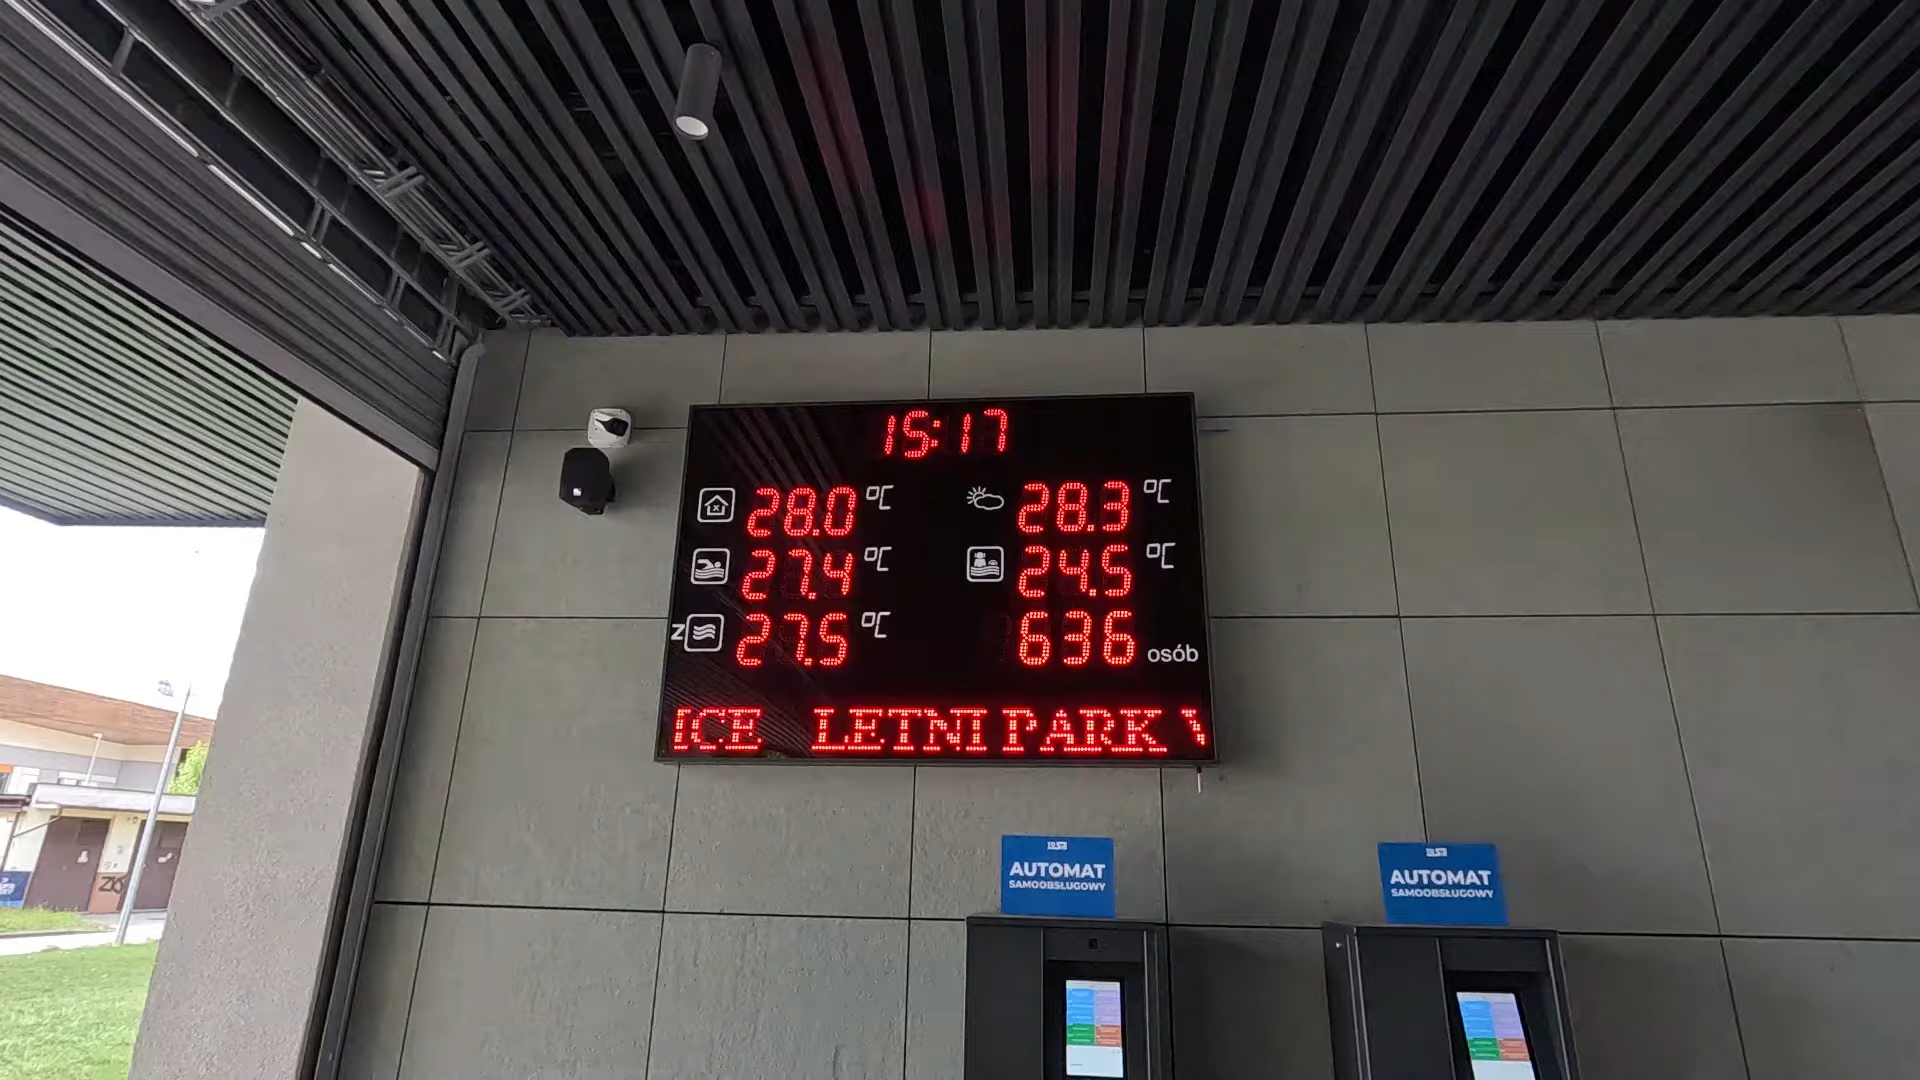 15:17
28.0 °C 28.3 °C
27.4 °C 24.5 °C
Z 27.5 °C 636 osób
ICE LETNI PARK
AUTOMAT
SAMOOBSŁUGOWY
AUTOMAT
SAMOOBSŁUGOWY